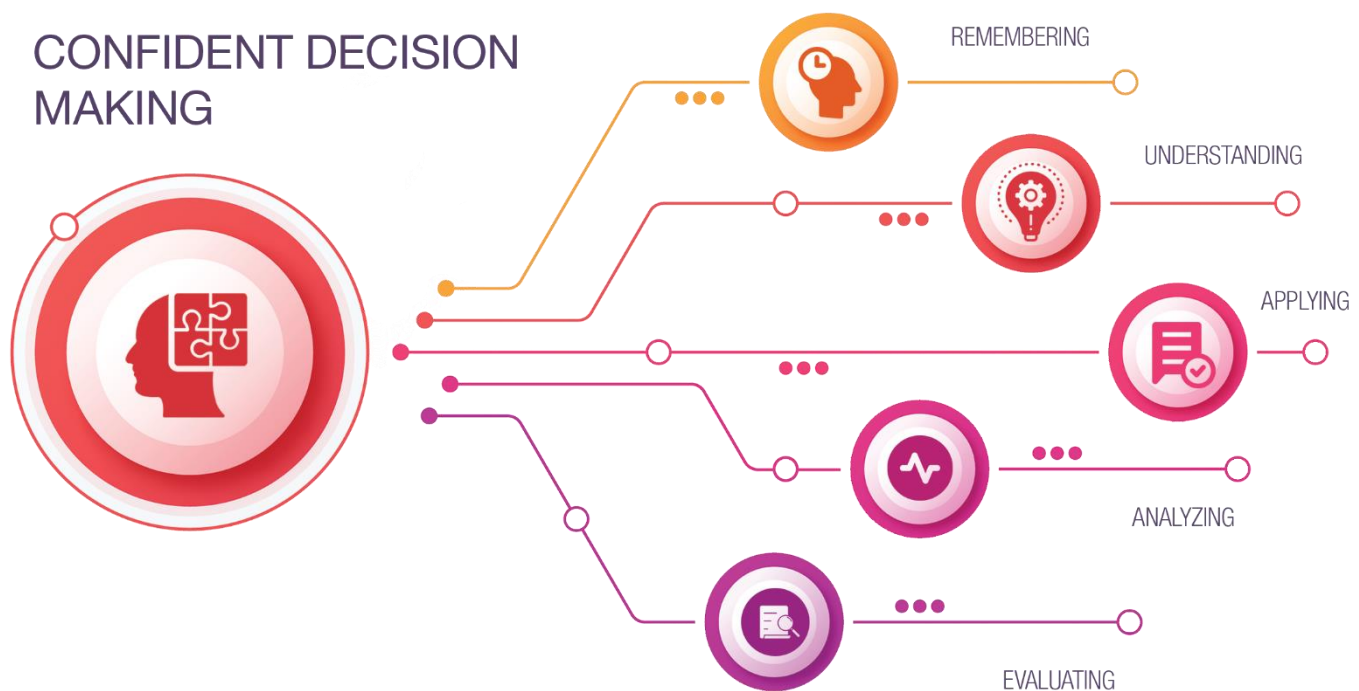 CONFIDENT DECISION
MAKING
REMEMBERING
UNDERSTANDING
APPLYING
ANALYZING
EVALUATING